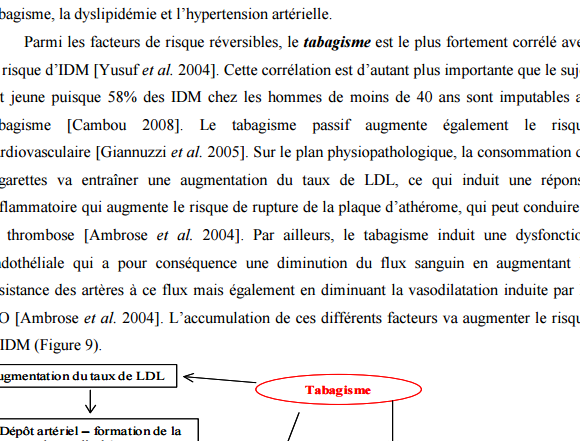 bagisme, la dyslipidémie et l'hypertension artérielle.
Parmi les facteurs de risque réversibles, le tabagisme est le plus fortement corrélé ave
risque d'IDM [Yusuf et al. 2004]. Cette corrélation est d'autant plus importante que le suje
t jeune puisque 58% des IDM chez les hommes de moins de 40 ans sont imputables a
bagisme [Cambou 2008]. Le tabagisme passif augmente également le risqu
rdiovasculaire [Giannuzzi et al. 2005]. Sur le plan physiopathologique, la consommation d
garettes va entraîner une augmentation du taux de LDL, ce qui induit une répons
flammatoire qui augmente le risque de rupture de la plaque d'athérome, qui peut conduire
thrombose [Ambrose et al. 2004]. Par ailleurs, le tabagisme induit une dysfonctio
ndothéliale qui a pour conséquence une diminution du flux sanguin en augmentant
sistance des artères à ce flux mais également en diminuant la vasodilatation induite par
O [Ambrose et al. 2004]. L'accumulation de ces différents facteurs va augmenter le risqu
IDM (Figure 9).
ugmentation du taux de LDL
Tabagisme
Dépôt artériel – formation de la